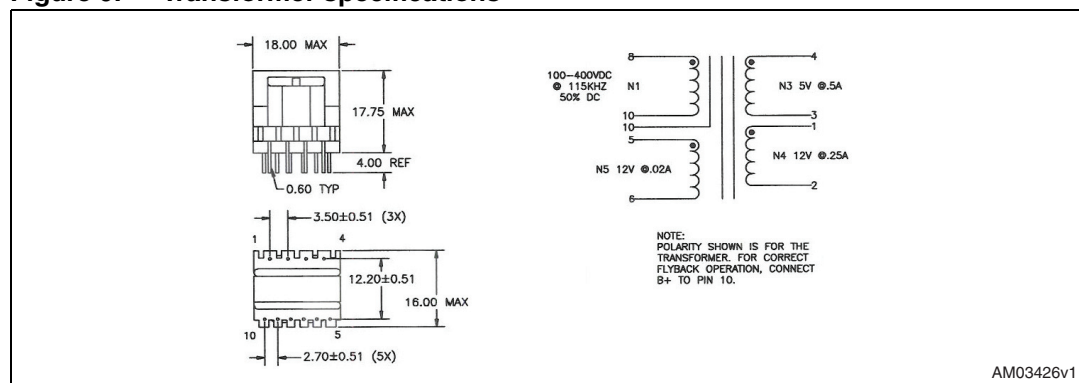 Figure 9. Transformer specifications
18.00 MAX
17.75 MAX
4.00 REF
0.60 TYP
3.50±0.51 (3X)
1
4
12.20±0.51
16.00 MAX
10
5
2.70±0.51 (5X)
8
4
100-400VDC
@ 115KHZ
50% DC
N1
N3 5V @.5A
10
3
10
1
5
N5 12V @.02A
N4 12V @.25A
2
6
NOTE:
POLARITY SHOWN IS FOR THE
TRANSFORMER. FOR CORRECT
FLYBACK OPERATION, CONNECT
B+ TO PIN 10.
AM03426v1